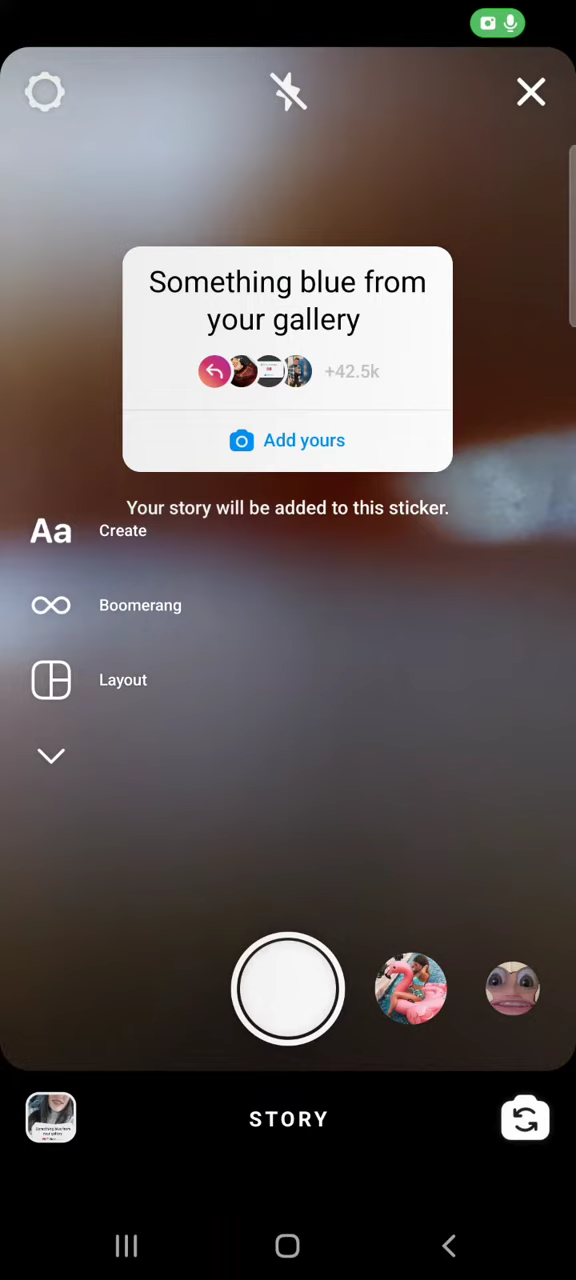 Something blue from
your gallery
+42.5k
Add yours
Your story will be added to this sticker.
Aa Create
Boomerang
Layout
STORY